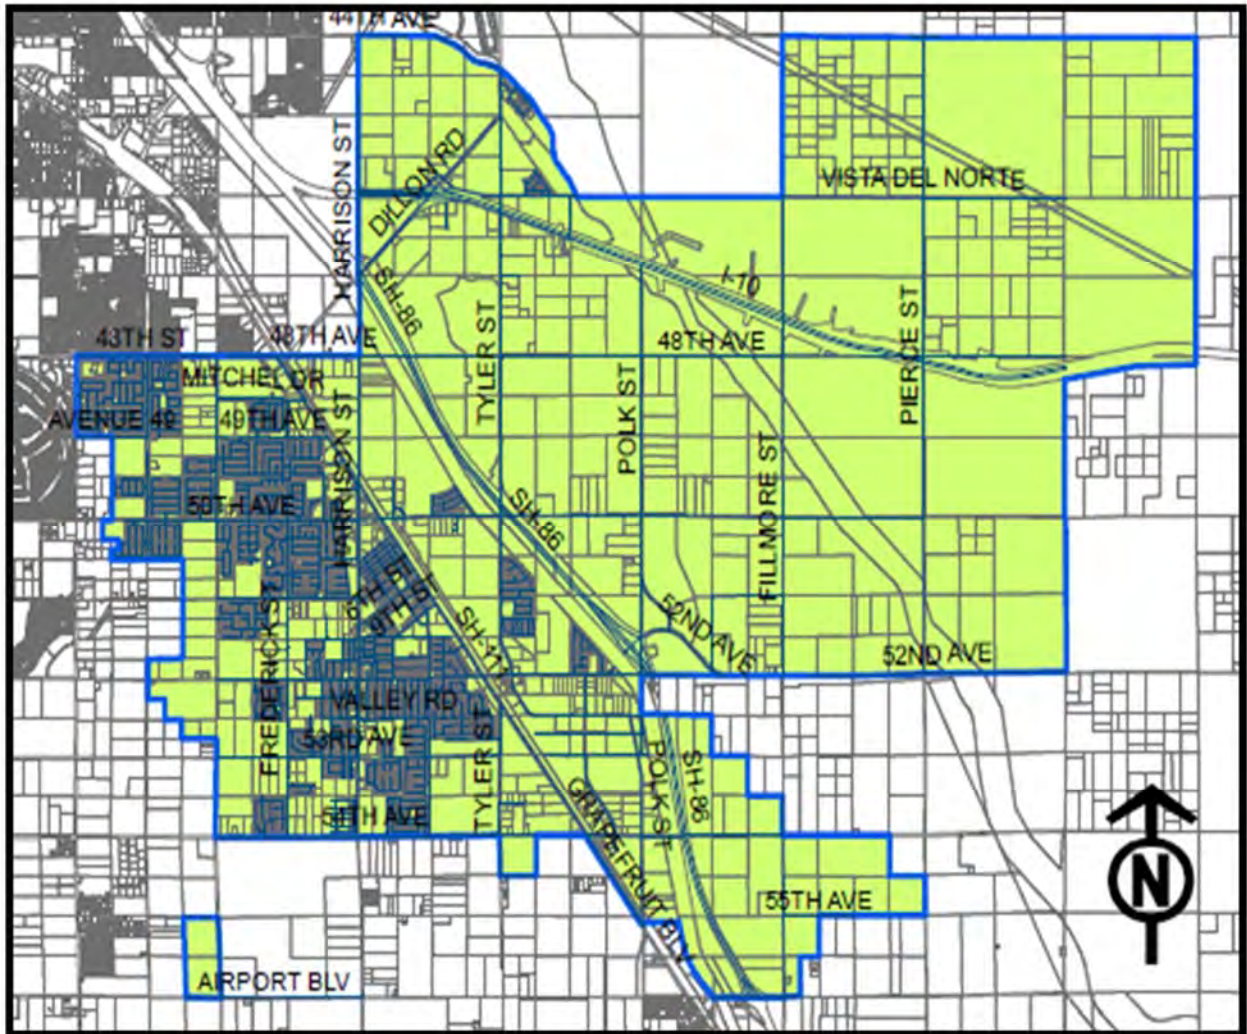 44TH AVE
HARRISON ST
DILLON RD
VISTA DEL NORTE
SH-86
I-10
TYLER ST
PIERCE ST
43TH ST
48TH AVE
48TH AVE
MITCHEL DR
AVENUE 49
49TH AVE
HARRISON ST
POLK ST
FILLMORE ST
50TH AVE
SH-86
6TH ST
9TH ST
FREDERICK ST
SH-111
52ND AVE
52ND AVE
VALLEY RD
53RD AVE
TYLER ST
POLK ST
SH-86
GRAPEFRUIT BLV
54TH AVE
55TH AVE
AIRPORT BLV
N